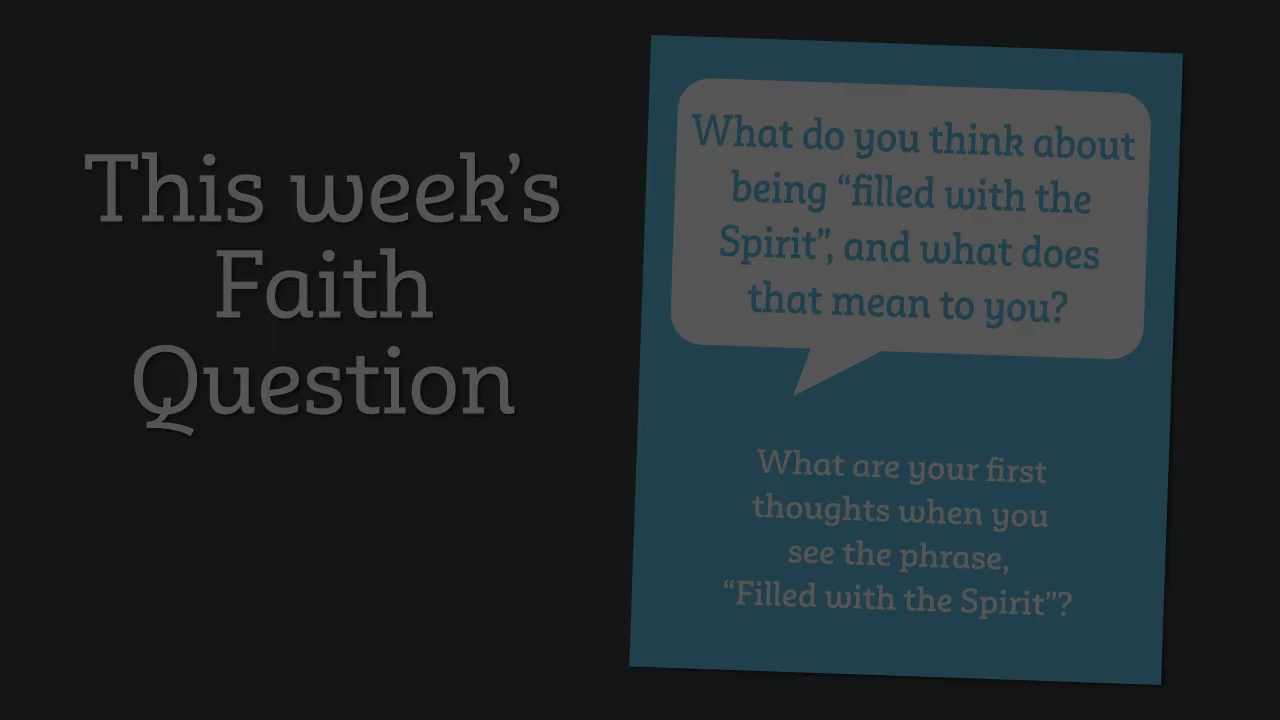 This week’s
Faith
Question
What do you think about
being “filled with the
Spirit”, and what does
that mean to you?
What are your first
thoughts when you
see the phrase,
“Filled with the Spirit”?